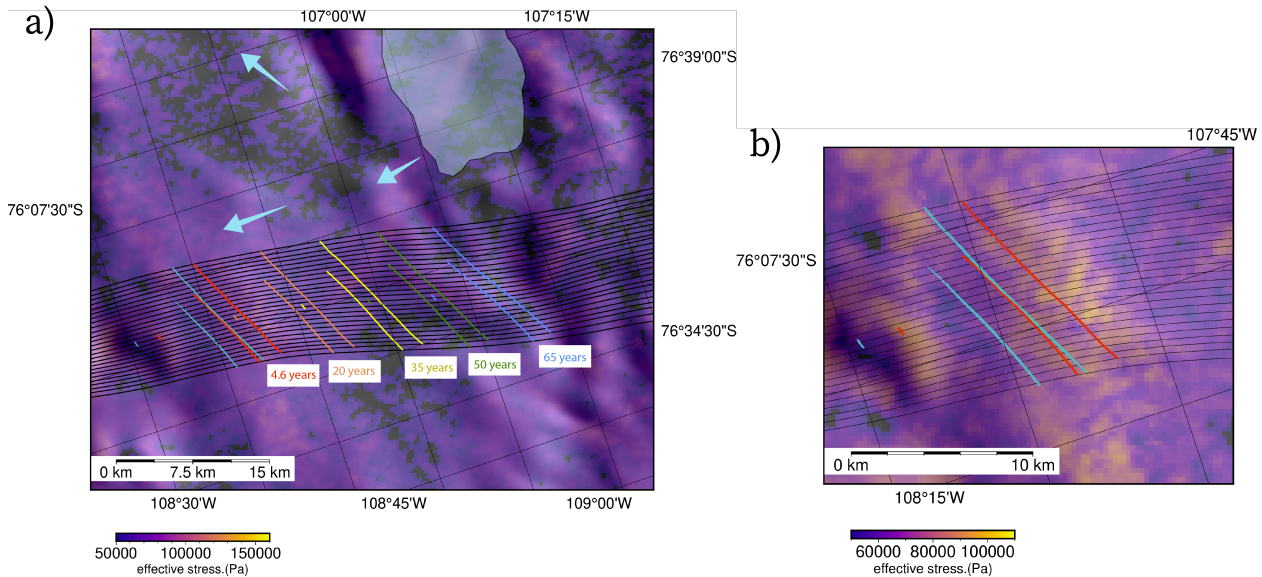 a)
107°00'W
107°15'W
76°39'00"S
76°07'30"S
76°34'30"S
4.6 years
20 years
35 years
50 years
65 years
0 km
7.5 km
15 km
108°30'W
108°45'W
109°00'W
50000
100000
150000
effective stress.(Pa)
b)
107°45'W
76°07'30"S
0 km
10 km
108°15'W
60000
80000
100000
effective stress.(Pa)